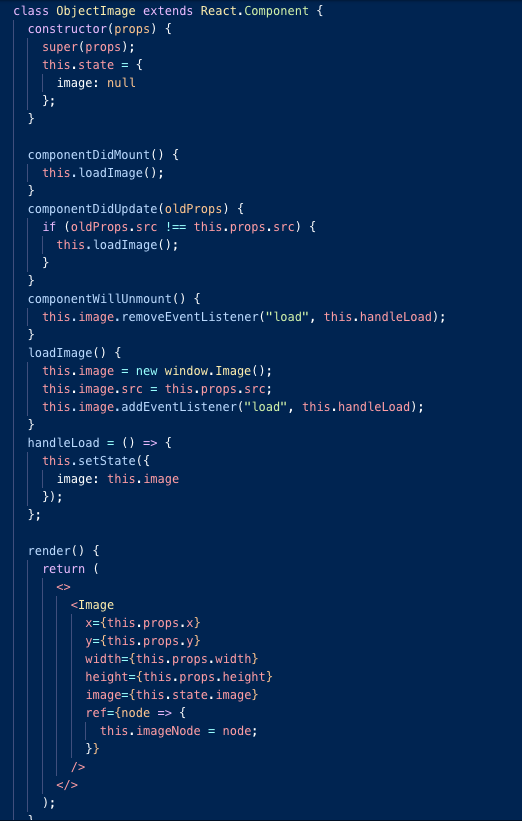 class ObjectImage extends React.Component {
  constructor(props) {
    super(props);
    this.state = {
      image: null
    };
  }

  componentDidMount() {
    this.loadImage();
  }
  componentDidUpdate(oldProps) {
    if (oldProps.src !== this.props.src) {
      this.loadImage();
    }
  }
  componentWillUnmount() {
    this.image.removeEventListener("load", this.handleLoad);
  }
  loadImage() {
    this.image = new window.Image();
    this.image.src = this.props.src;
    this.image.addEventListener("load", this.handleLoad);
  }
  handleLoad = () => {
    this.setState({
      image: this.image
    });
  };

  render() {
    return (
      <>
        <Image
          x={this.props.x}
          y={this.props.y}
          width={this.props.width}
          height={this.props.height}
          image={this.state.image}
          ref={node => {
            this.imageNode = node;
          }}
        />
      </>
    );
  }